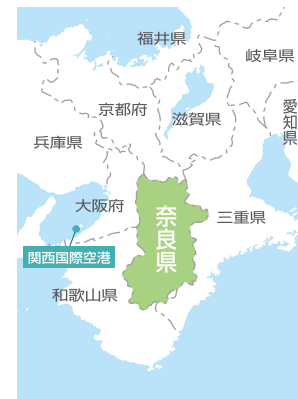 福井県
岐阜県
京都府
滋賀県
愛知県
兵庫県
大阪府
奈良県
三重県
関西国際空港
和歌山県